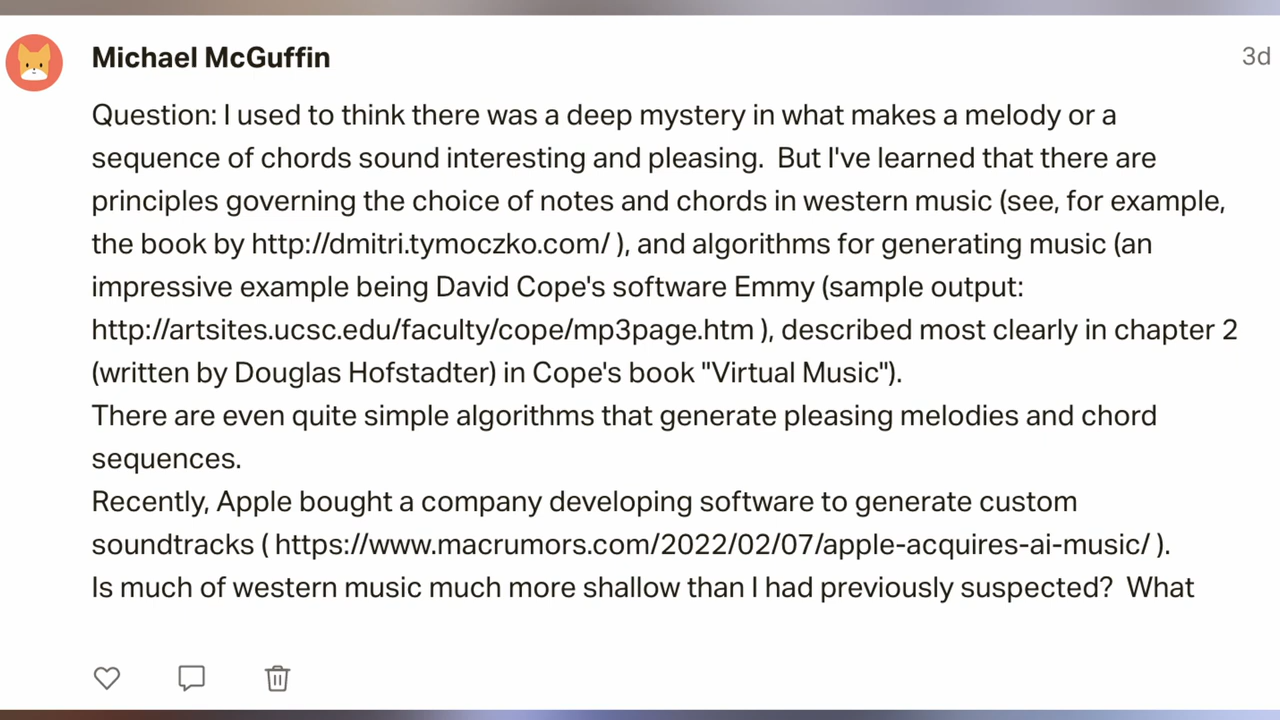 Michael McGuffin
3d
Question: I used to think there was a deep mystery in what makes a melody or a
sequence of chords sound interesting and pleasing.  But I've learned that there are
principles governing the choice of notes and chords in western music (see, for example,
the book by http://dmitri.tymoczko.com/ ), and algorithms for generating music (an
impressive example being David Cope's software Emmy (sample output:
http://artsites.ucsc.edu/faculty/cope/mp3page.htm ), described most clearly in chapter 2
(written by Douglas Hofstadter) in Cope's book "Virtual Music").
There are even quite simple algorithms that generate pleasing melodies and chord
sequences.
Recently, Apple bought a company developing software to generate custom
soundtracks ( https://www.macrumors.com/2022/02/07/apple-acquires-ai-music/ ).
Is much of western music much more shallow than I had previously suspected?  What